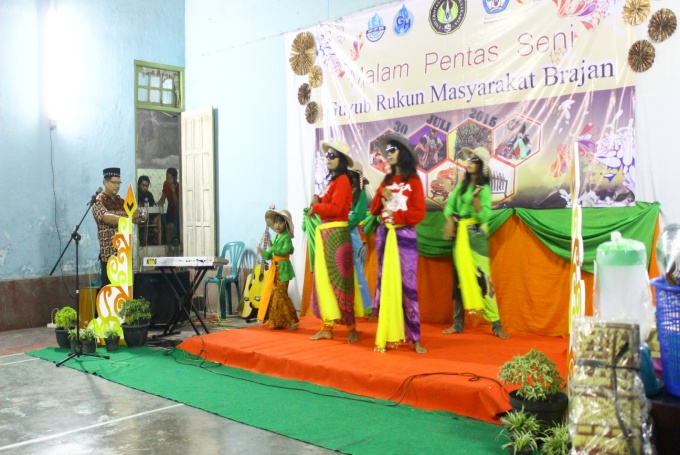 Malam Pentas Seni
Guyub Rukun Masyarakat Brajan
30 JULI 2015